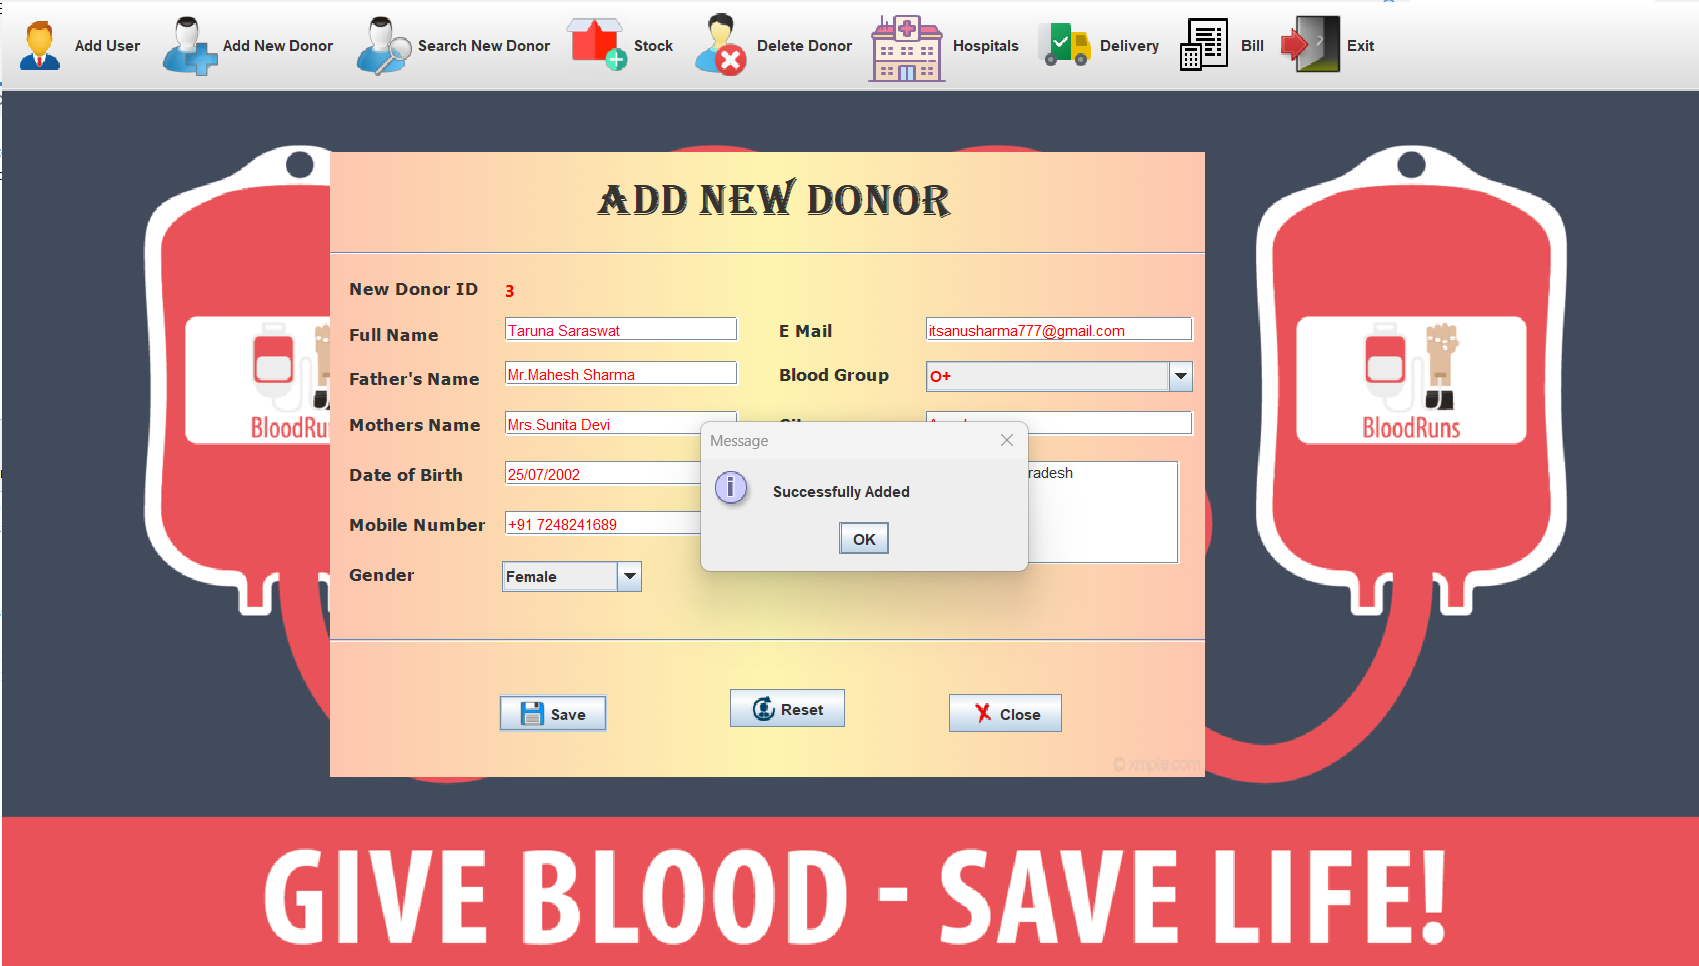 Add User
Add New Donor
Search New Donor
Stock
Delete Donor
Hospitals
Delivery
Bill
Exit
ADD NEW DONOR
New Donor ID 3
Full Name Taruna Saraswat
E Mail itsanusharma777@gmail.com
Father's Name Mr.Mahesh Sharma
Blood Group O+
Mothers Name Mrs.Sunita Devi
Date of Birth 25/07/2002
radesh
Mobile Number +91 7248241689
Gender Female
Message
Successfully Added
OK
Save
Reset
Close
© xmple.com
BloodRu
BloodRuns
GIVE BLOOD - SAVE LIFE!